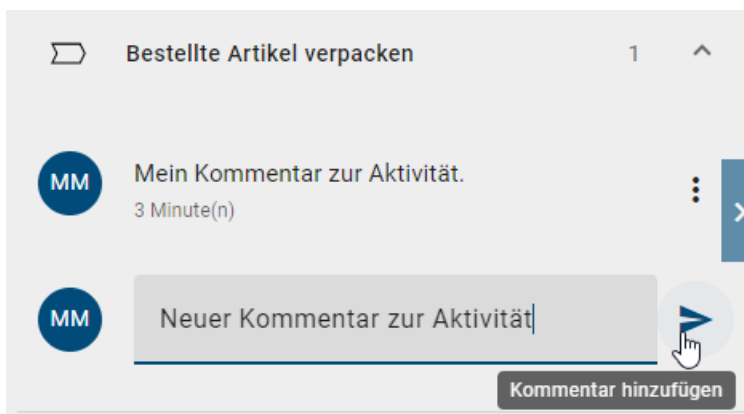 Bestellte Artikel verpacken 1
MM Mein Kommentar zur Aktivität.
3 Minute(n)
MM Neuer Kommentar zur Aktivität
Kommentar hinzufügen